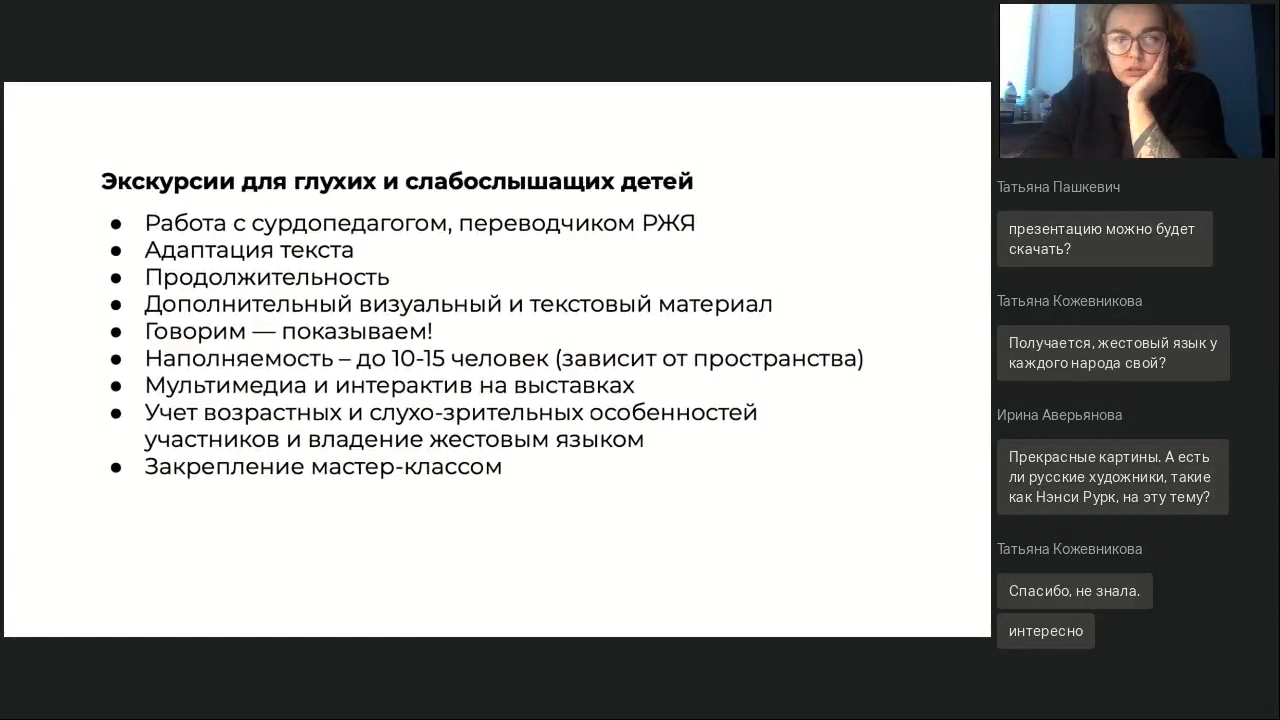 Экскурсии для глухих и слабослышащих детей
● Работа с сурдопедагогом, переводчиком РЖЯ
● Адаптация текста
● Продолжительность
● Дополнительный визуальный и текстовый материал
● Говорим — показываем!
● Наполняемость – до 10-15 человек (зависит от пространства)
● Мультимедиа и интерактив на выставках
● Учет возрастных и слухо-зрительных особенностей
участников и владение жестовым языком
● Закрепление мастер-классом
Татьяна Пашкевич
презентацию можно будет
скачать?
Татьяна Кожевникова
Получается, жестовый язык у
каждого народа свой?
Ирина Аверьянова
Прекрасные картины. А есть
ли русские художники, такие
как Нэнси Рурк, на эту тему?
Татьяна Кожевникова
Спасибо, не знала.
интересно